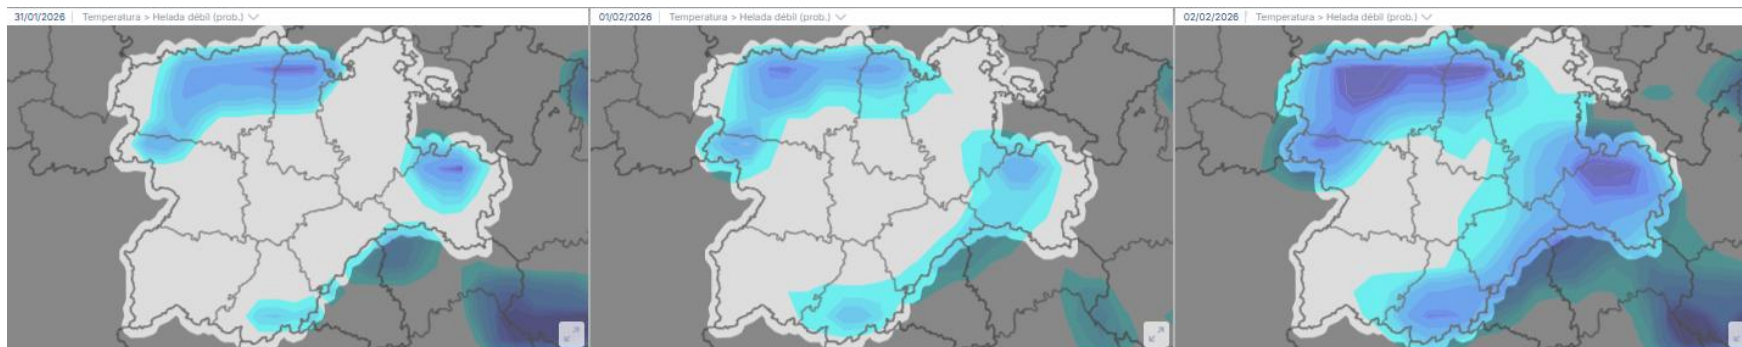 31/01/2026 Temperatura > Helada débil (prob.)
01/02/2026 Temperatura > Helada débil (prob.)
02/02/2026 Temperatura > Helada débil (prob.)